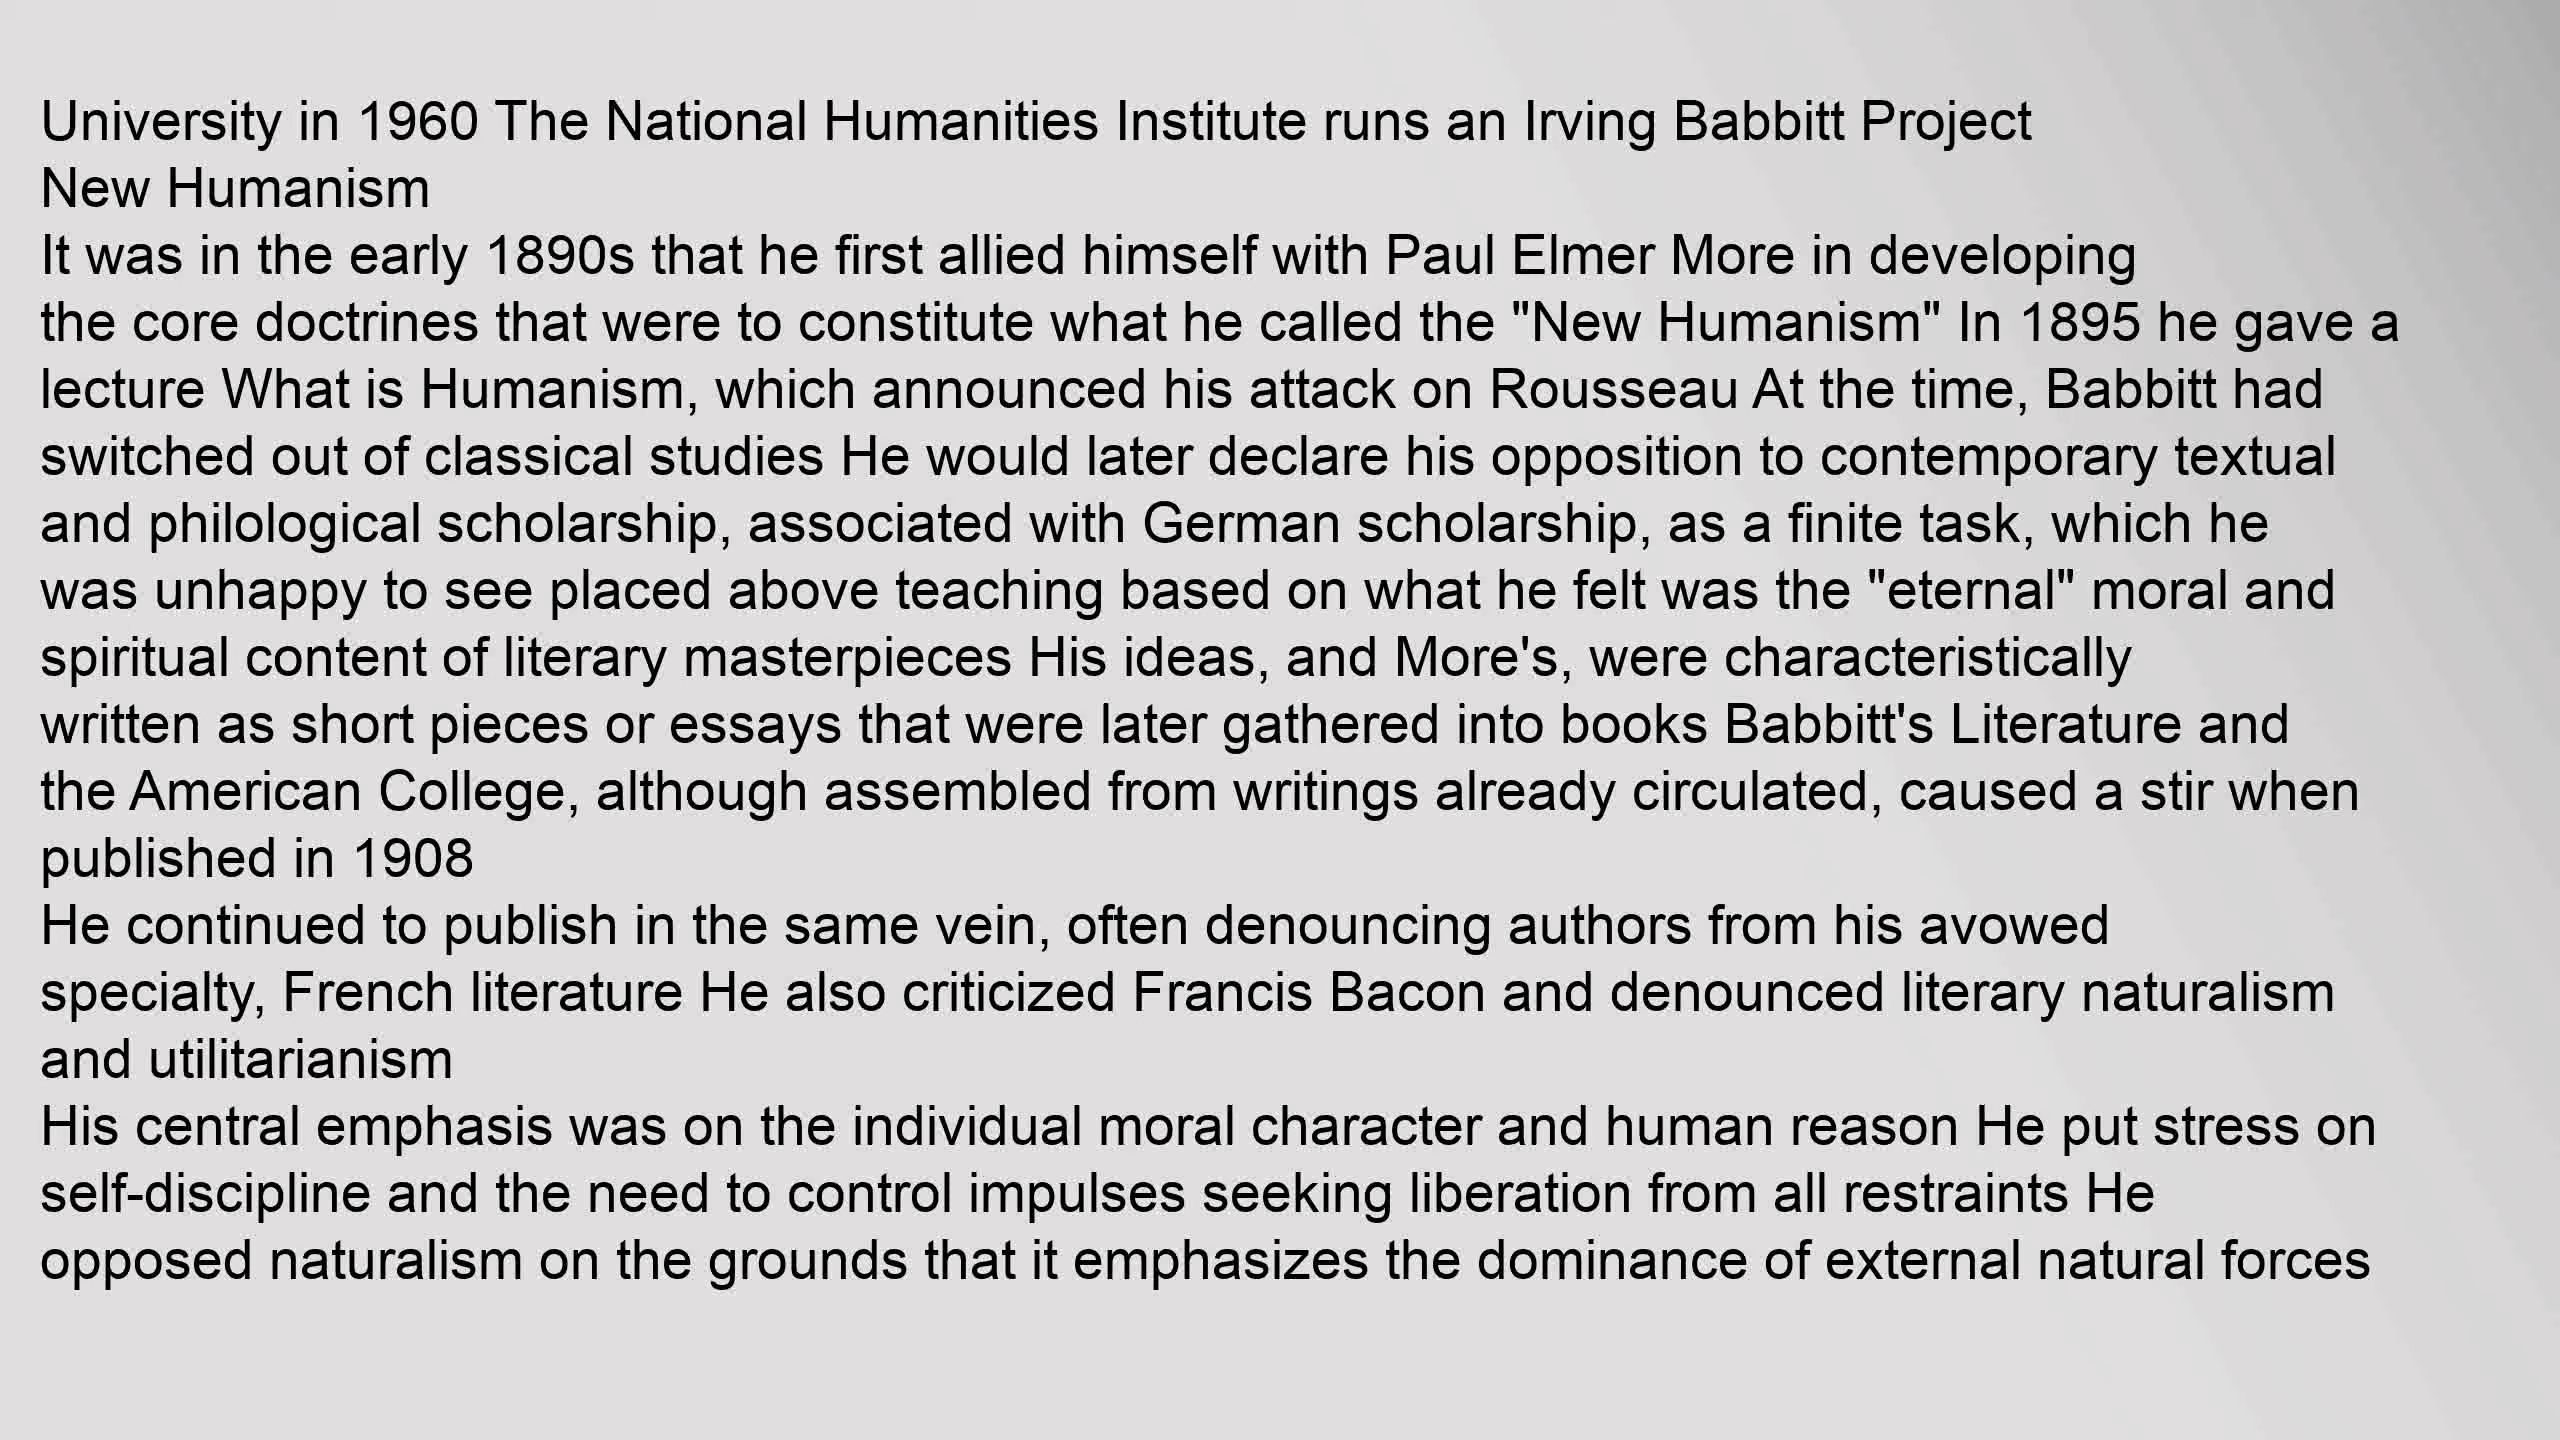 University in 1960 The National Humanities Institute runs an Irving Babbitt Project
New Humanism
It was in the early 1890s that he first allied himself with Paul Elmer More in developing
the core doctrines that were to constitute what he called the "New Humanism" In 1895 he gave a
lecture What is Humanism, which announced his attack on Rousseau At the time, Babbitt had
switched out of classical studies He would later declare his opposition to contemporary textual
and philological scholarship, associated with German scholarship, as a finite task, which he
was unhappy to see placed above teaching based on what he felt was the "eternal" moral and
spiritual content of literary masterpieces His ideas, and More's, were characteristically
written as short pieces or essays that were later gathered into books Babbitt's Literature and
the American College, although assembled from writings already circulated, caused a stir when
published in 1908
He continued to publish in the same vein, often denouncing authors from his avowed
specialty, French literature He also criticized Francis Bacon and denounced literary naturalism
and utilitarianism
His central emphasis was on the individual moral character and human reason He put stress on
self-discipline and the need to control impulses seeking liberation from all restraints He
opposed naturalism on the grounds that it emphasizes the dominance of external natural forces